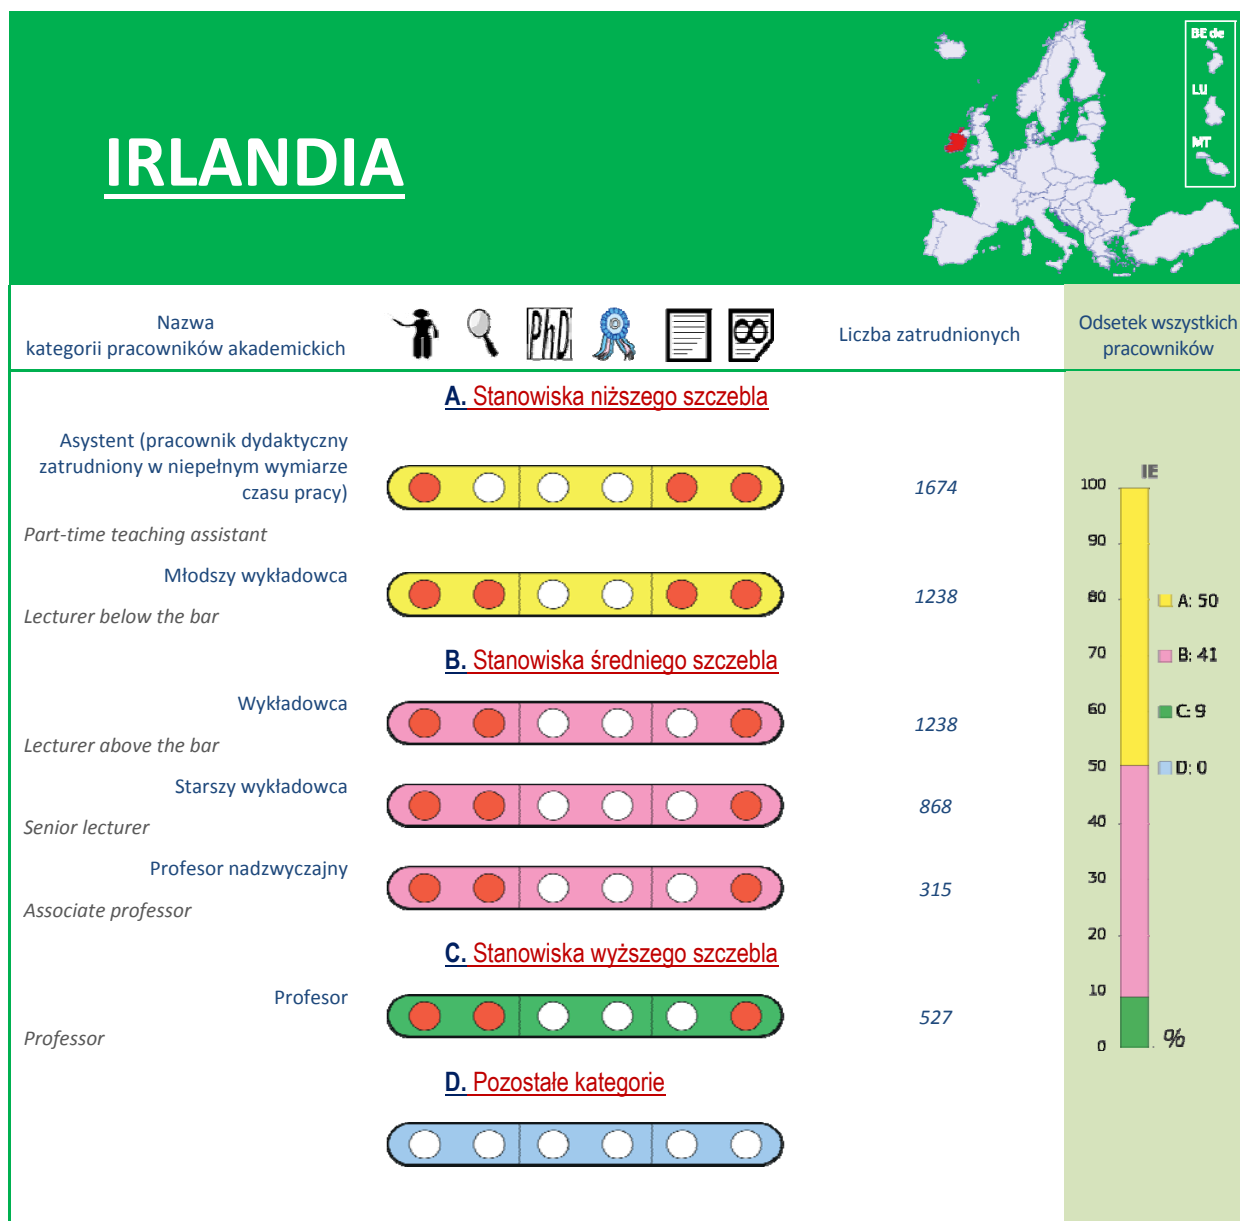 IRLANDIA
BE de
LU
MT
Nazwa
kategorii pracowników akademickich
PhD
Liczba zatrudnionych
Odsetek wszystkich
pracowników
A. Stanowiska niższego szczebla
Asystent (pracownik dydaktyczny
zatrudniony w niepełnym wymiarze
czasu pracy)
Part-time teaching assistant
1674
Młodszy wykładowca
Lecturer below the bar
1238
B. Stanowiska średniego szczebla
Wykładowca
Lecturer above the bar
1238
Starszy wykładowca
Senior lecturer
868
Profesor nadzwyczajny
Associate professor
315
C. Stanowiska wyższego szczebla
Profesor
Professor
527
D. Pozostałe kategorie
IE
100
90
80
70
60
50
40
30
20
10
0
%
A: 50
B: 41
C: 9
D: 0